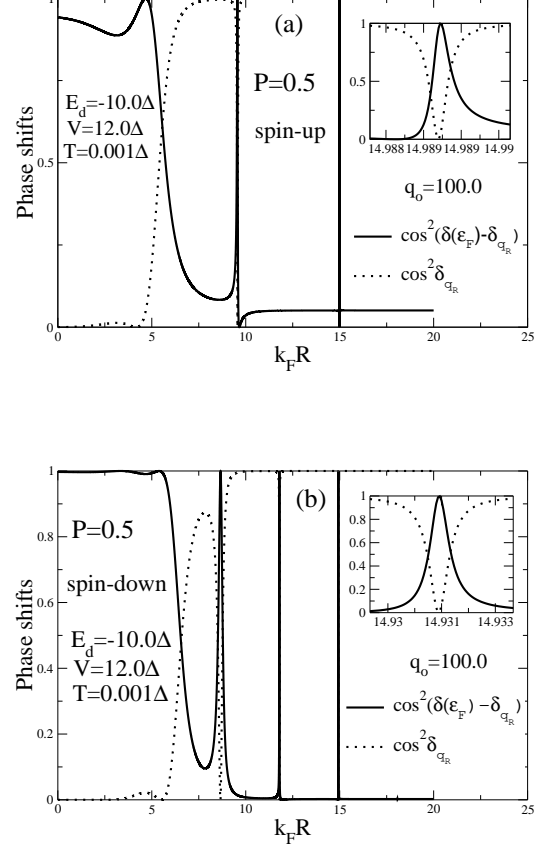 (a)
P=0.5
spin-up
E_d=-10.0Δ
V=12.0Δ
T=0.001Δ
Phase shifts
0.5
0
0 5 10 15 20 25
k_FR
1
0.5
0
14.988 14.989 14.989 14.99
q_o=100.0
cos²(δ(ε_F)-δ_{q_R})
cos²δ_{q_R}
(b)
P=0.5
spin-down
E_d=-10.0Δ
V=12.0Δ
T=0.001Δ
Phase shifts
1
0.8
0.6
0.4
0.2
0
0 5 10 15 20 25
k_FR
1
0.8
0.6
0.4
0.2
0
14.93 14.931 14.933
q_o=100.0
cos²(δ(ε_F) –δ_{q_R})
cos²δ_{q_R}